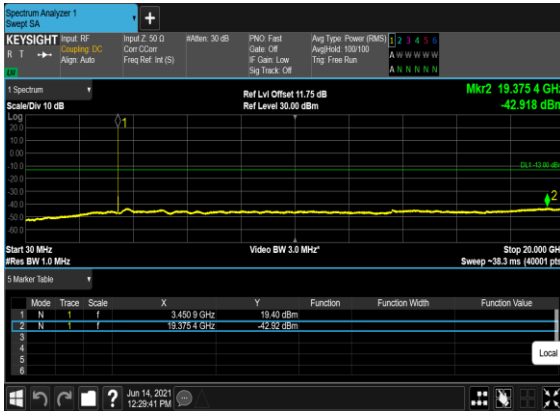 Spectrum Analyzer 1
Swept SA
+
KEYSIGHT Input: RF Input Z: 50 Ω #Atten: 30 dB PNO: Fast Avg Type: Power (RMS) 1 2 3 4 5 6
R T Coupling: DC Corr CCorr Gate: Off Avg|Hold: 100/100 A W W W W W
Align: Auto Freq Ref: Int (S) IF Gain: Low Trig: Free Run
Sig Track: Off A N N N N N
1 Spectrum Ref Lvl Offset 11.75 dB Mkr2 19.375 4 GHz
Scale/Div 10 dB Ref Level 30.00 dBm -42.918 dBm
Log
20.0
10.0
0.00
-10.0
-20.0
-30.0
-40.0
-50.0
-60.0
1
DL1 -13.00 dBm
2
Start 30 MHz Video BW 3.0 MHz* Stop 20.000 GHz
#Res BW 1.0 MHz Sweep ~38.3 ms (40001 pts)
5 Marker Table
Mode Trace Scale X Y Function Function Width Function Value
1 N 1 f 3.450 9 GHz 19.40 dBm
2 N 1 f 19.375 4 GHz -42.92 dBm
3
4
5
6
Local
? Jun 14, 2021
12:29:41 PM